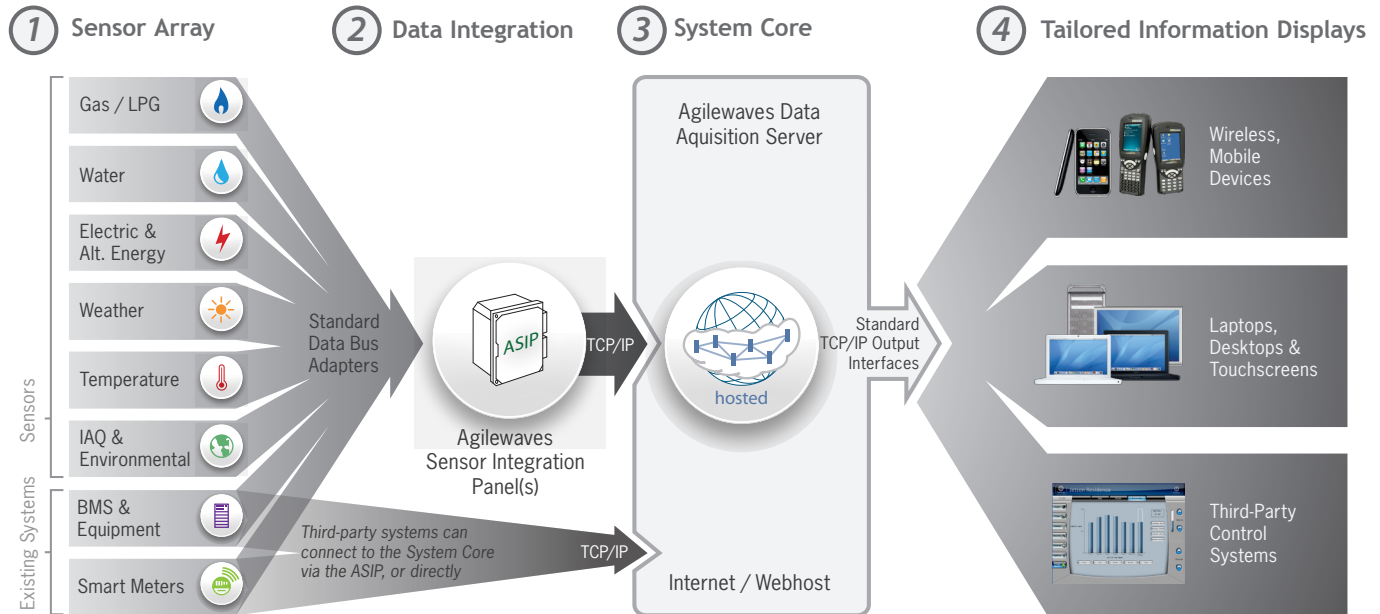 1 Sensor Array
2 Data Integration
3 System Core
4 Tailored Information Displays
Sensors
Gas / LPG
Water
Electric &
Alt. Energy
Weather
Temperature
IAQ &
Environmental
Existing Systems
BMS &
Equipment
Smart Meters
Standard
Data Bus
Adapters
Third-party systems can
connect to the System Core
via the ASIP, or directly
ASIP
Agilewaves
Sensor Integration
Panel(s)
TCP/IP
TCP/IP
Agilewaves Data
Aquisition Server
hosted
Internet / Webhost
Standard
TCP/IP Output
Interfaces
Wireless,
Mobile
Devices
Laptops,
Desktops &
Touchscreens
Third-Party
Control
Systems